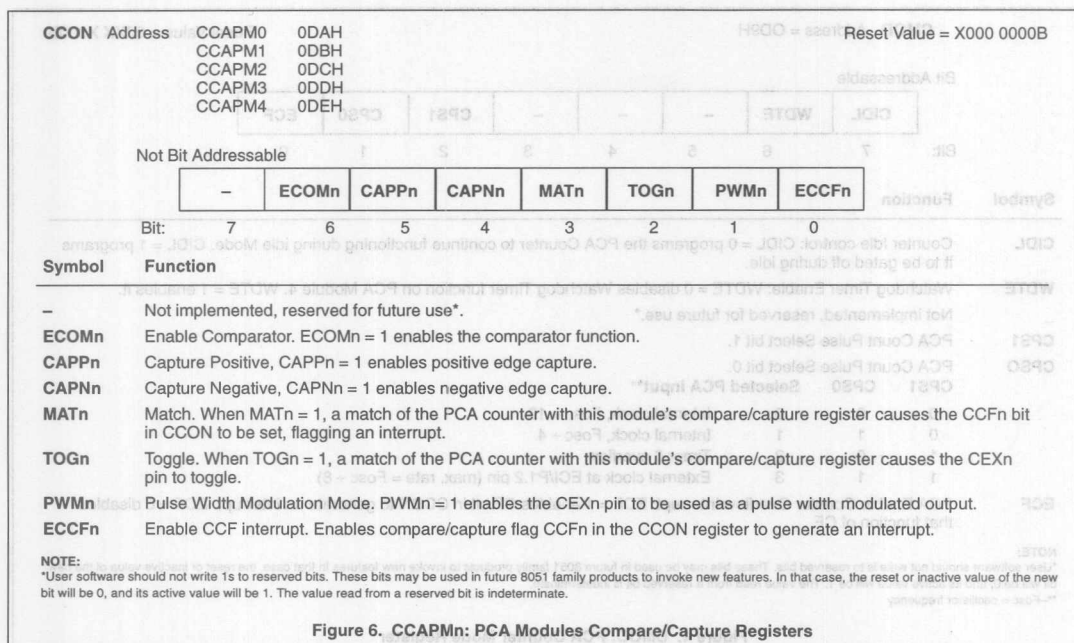 CCON Address CCAPM0 0DAH Reset Value = X000 0000B
CCAPM1 0DBH
CCAPM2 0DCH
CCAPM3 0DDH
CCAPM4 0DEH
Not Bit Addressable
– ECOMn CAPPn CAPNn MATn TOGn PWMn ECCFn
Bit: 7 6 5 4 3 2 1 0
Symbol Function
– Not implemented, reserved for future use*.
ECOMn Enable Comparator. ECOMn = 1 enables the comparator function.
CAPPn Capture Positive, CAPPn = 1 enables positive edge capture.
CAPNn Capture Negative, CAPNn = 1 enables negative edge capture.
MATn Match. When MATn = 1, a match of the PCA counter with this module's compare/capture register causes the CCFn bit
in CCON to be set, flagging an interrupt.
TOGn Toggle. When TOGn = 1, a match of the PCA counter with this module's compare/capture register causes the CEXn
pin to toggle.
PWMn Pulse Width Modulation Mode. PWMn = 1 enables the CEXn pin to be used as a pulse width modulated output.
ECCFn Enable CCF interrupt. Enables compare/capture flag CCFn in the CCON register to generate an interrupt.
NOTE:
*User software should not write 1s to reserved bits. These bits may be used in future 8051 family products to invoke new features. In that case, the reset or inactive value of the new
bit will be 0, and its active value will be 1. The value read from a reserved bit is indeterminate.
Figure 6. CCAPMn: PCA Modules Compare/Capture Registers